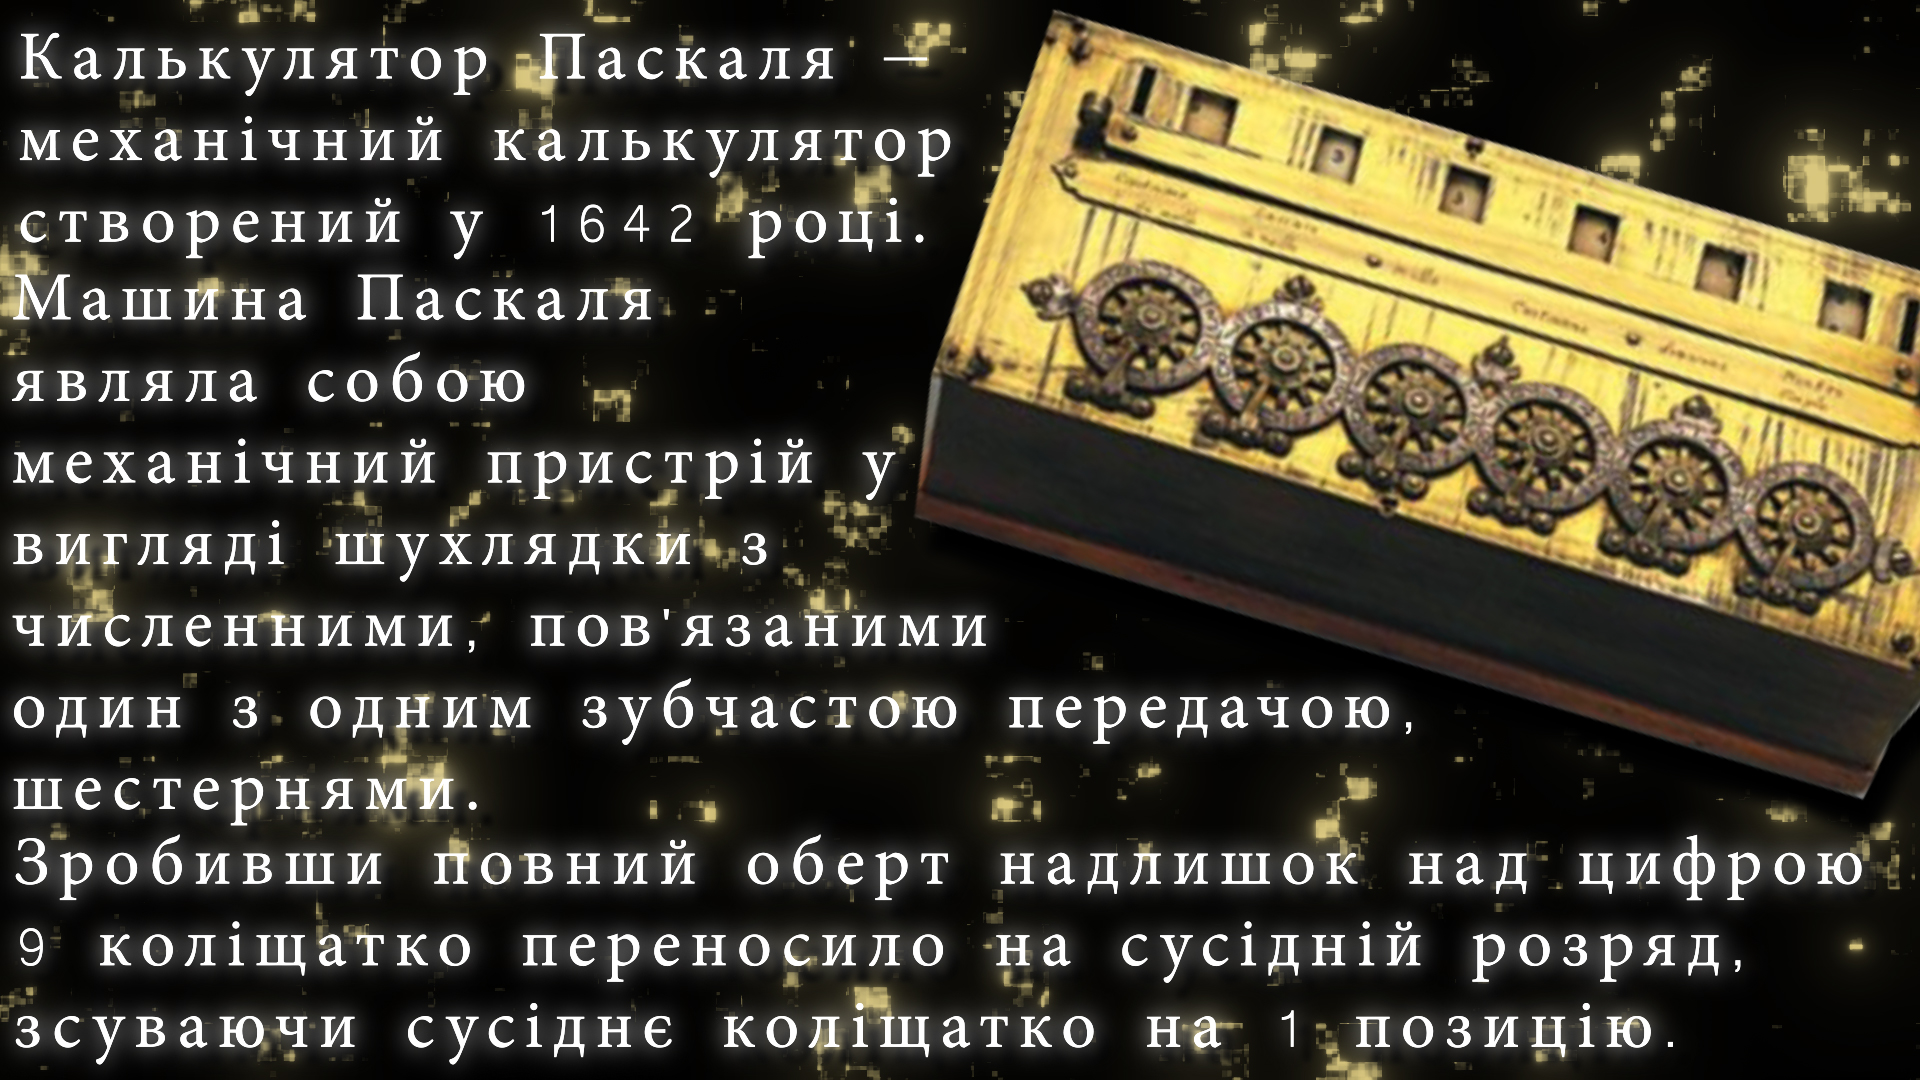 Калькулятор Паскаля —
механічний калькулятор
створений у 1642 році.
Машина Паскаля
являла собою
механічний пристрій у
вигляді шухлядки з
численними, пов'язаними
один з одним зубчастою передачою,
шестернями.
Зробивши повний оберт надлишок над цифрою
9 коліщатко переносило на сусідній розряд,
зсуваючи сусіднє коліщатко на 1 позицію.